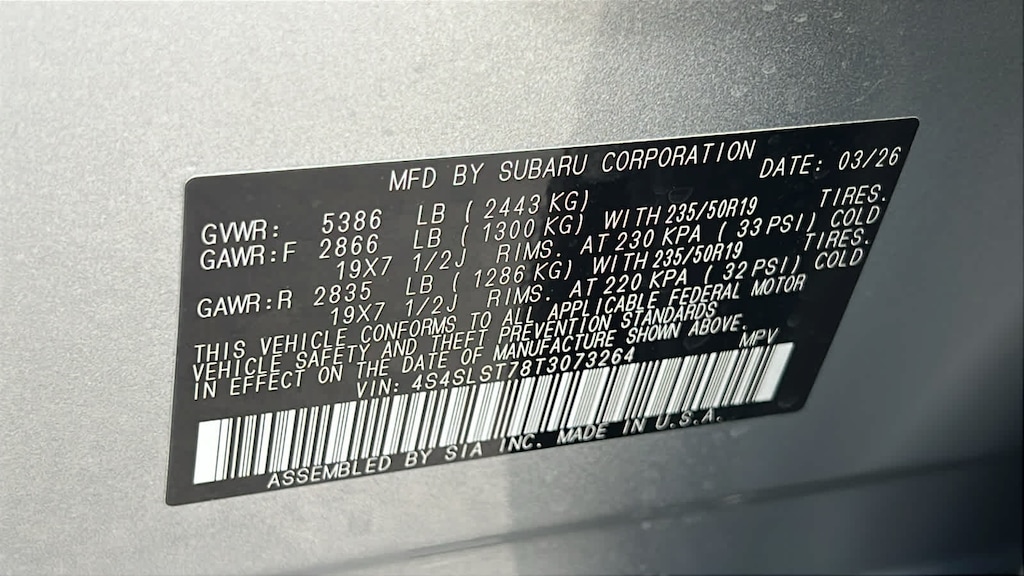 MFD BY SUBARU CORPORATION DATE: 03/26
GVWR: 5386 LB ( 2443 KG)
GAWR:F 2866 LB ( 1300 KG) WITH 235/50R19 TIRES.
19X7 1/2J RIMS. AT 230 KPA ( 33 PSI) COLD
GAWR:R 2835 LB ( 1286 KG) WITH 235/50R19 TIRES.
19X7 1/2J RIMS. AT 220 KPA ( 32 PSI) COLD
THIS VEHICLE CONFORMS TO ALL APPLICABLE FEDERAL MOTOR
VEHICLE SAFETY AND THEFT PREVENTION STANDARDS
IN EFFECT ON THE DATE OF MANUFACTURE SHOWN ABOVE.
VIN: 4S4SLST78T3073264 MPV
ASSEMBLED BY SIA INC. MADE IN U.S.A.